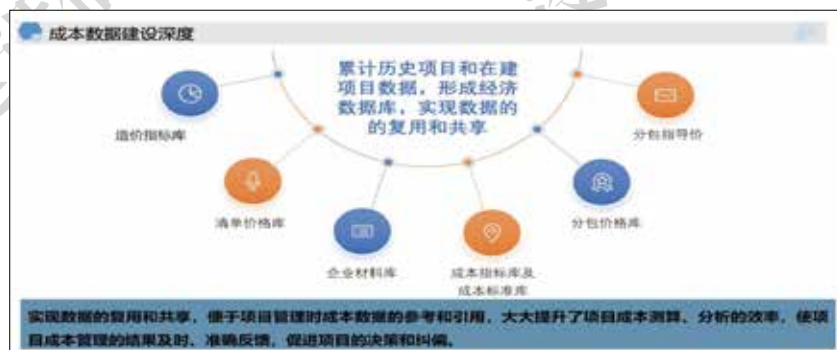 成本数据建设深度
累计历史项目和在建
项目数据，形成经济
数据库，实现数据的
的复用和共享
造价指标库
清单价格库
企业材料库
成本指标库及
成本标准库
分包价格库
分包指导价
实现数据的复用和共享，便于项目管理时成本数据的参考和引用，大大提升了项目成本测算、分析的效率，使项
目成本管理的结果及时、准确反馈，促进项目的决策和纠偏。